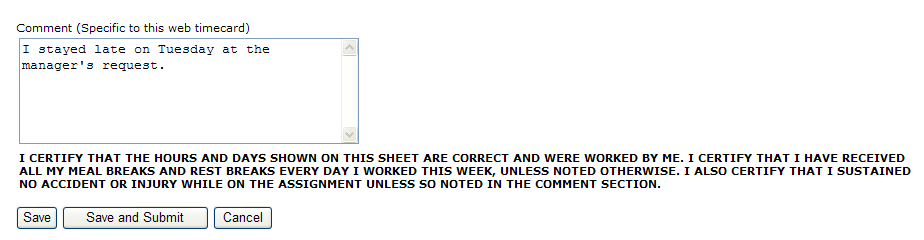 Comment (Specific to this web timecard)
I stayed late on Tuesday at the
manager's request.
I CERTIFY THAT THE HOURS AND DAYS SHOWN ON THIS SHEET ARE CORRECT AND WERE WORKED BY ME. I CERTIFY THAT I HAVE RECEIVED
ALL MY MEAL BREAKS AND REST BREAKS EVERY DAY I WORKED THIS WEEK, UNLESS NOTED OTHERWISE. I ALSO CERTIFY THAT I SUSTAINED
NO ACCIDENT OR INJURY WHILE ON THE ASSIGNMENT UNLESS SO NOTED IN THE COMMENT SECTION.
Save Save and Submit Cancel